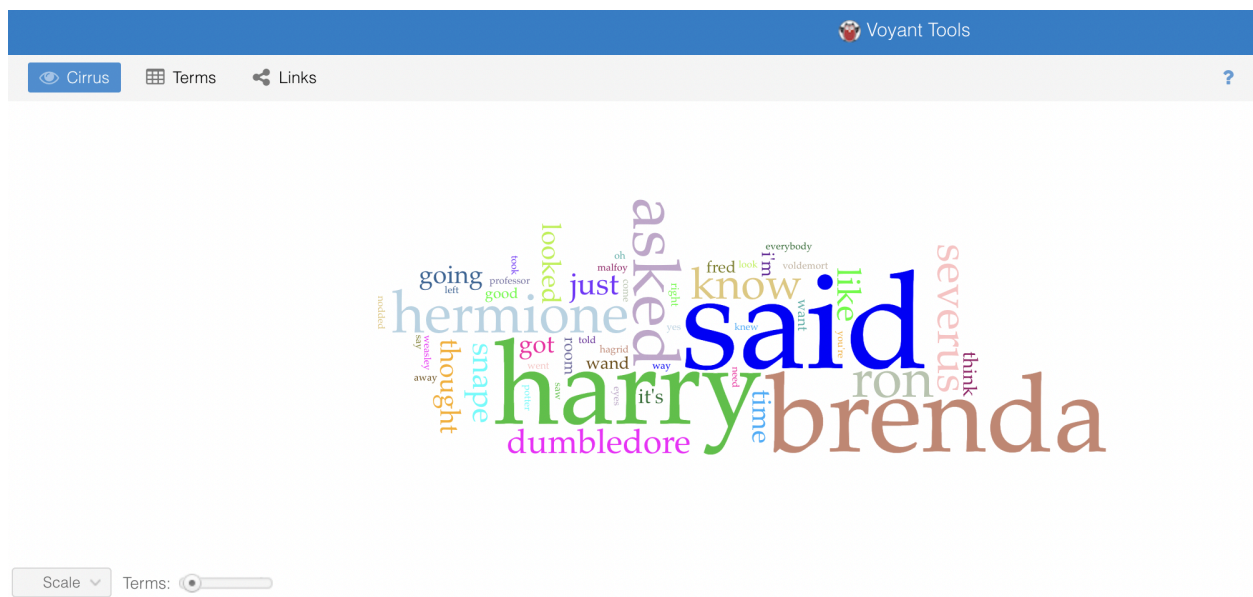 Voyant Tools
Cirrus Terms Links ?
asked
everybody
looked
oh
i'm
severus
took
malfoy
fred look voldemort
going
professor
just
come
right
know
like
left
good
nodded
hermione
yes
knew
said
want
you're
say
weasley
thought
snape
got
room
told
hagrid
went
wand
way
think
away
harry
need
ron
potter
saw
eyes
it's
time
brenda
dumbledore
Scale Terms: